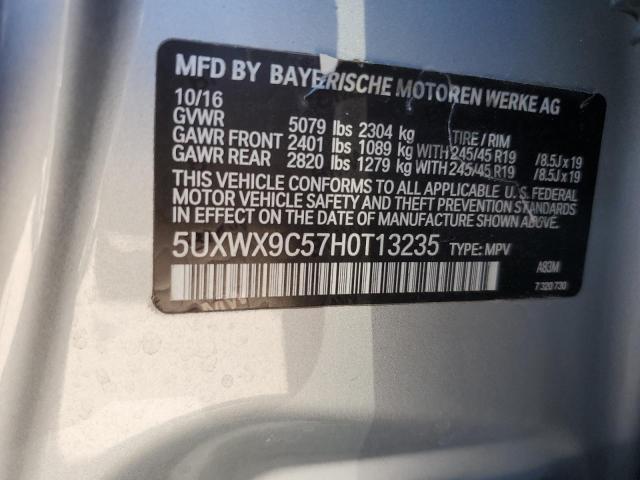 MFD BY BAYERISCHE MOTOREN WERKE AG
10/16
GVWR 5079 lbs 2304 kg TIRE / RIM
GAWR FRONT 2401 lbs 1089 kg WITH 245/45 R19 / 8.5J x 19
GAWR REAR 2820 lbs 1279 kg WITH 245/45 R19 / 8.5J x 19
THIS VEHICLE CONFORMS TO ALL APPLICABLE U.S. FEDERAL
MOTOR VEHICLE SAFETY AND THEFT PREVENTION STANDARDS
IN EFFECT ON THE DATE OF MANUFACTURE SHOWN ABOVE.
5UXWX9C57H0T13235 TYPE: MPV
A83M
7 320 730